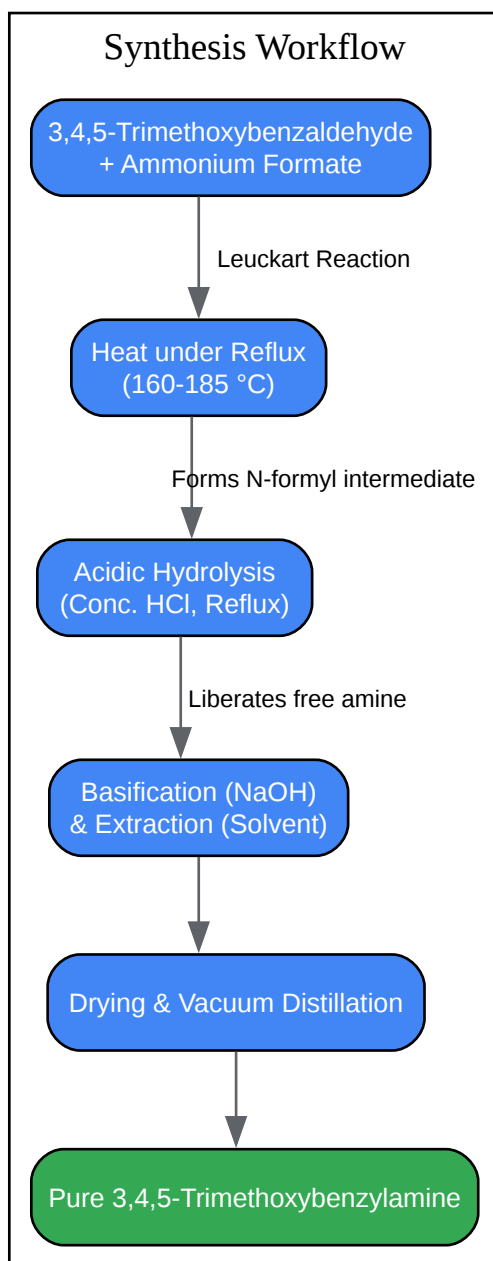 Synthesis Workflow
3,4,5-Trimethoxybenzaldehyde
+ Ammonium Formate
Leuckart Reaction
Heat under Reflux
(160-185 °C)
Forms N-formyl intermediate
Acidic Hydrolysis
(Conc. HCl, Reflux)
Liberates free amine
Basification (NaOH)
& Extraction (Solvent)
Drying & Vacuum Distillation
Pure 3,4,5-Trimethoxybenzylamine